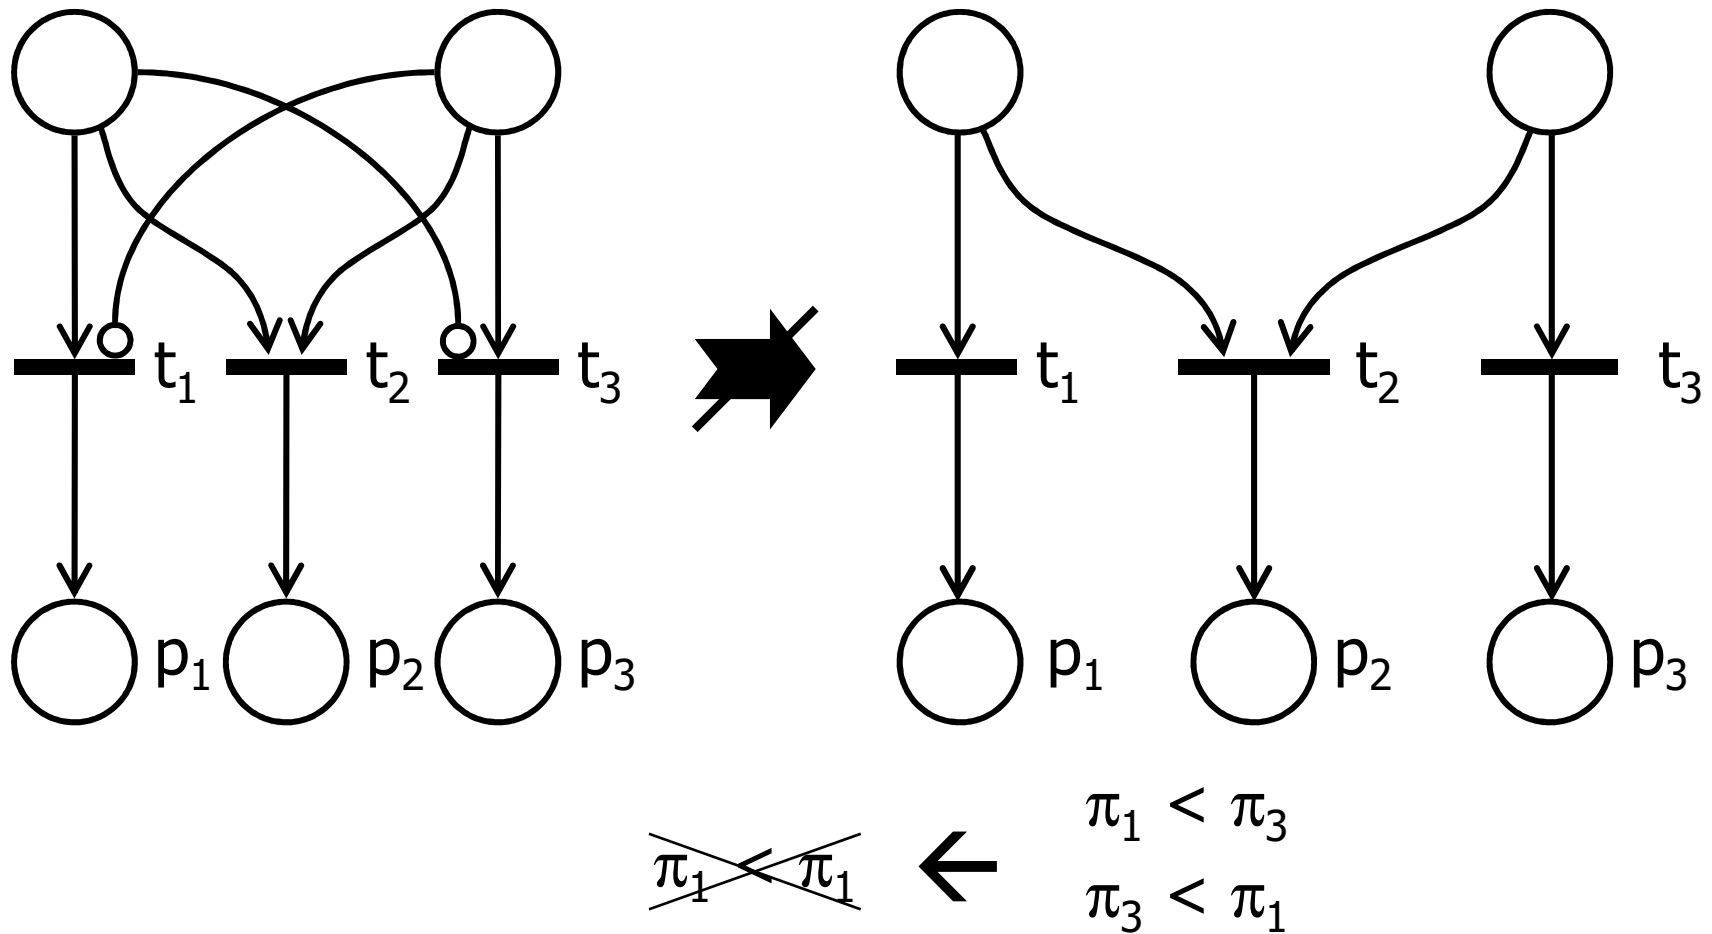 t₁ t₂ t₃ t₁ t₂ t₃
p₁ p₂ p₃ p₁ p₂ p₃
π₁ < π₃
π₁ < π₁
π₃ < π₁